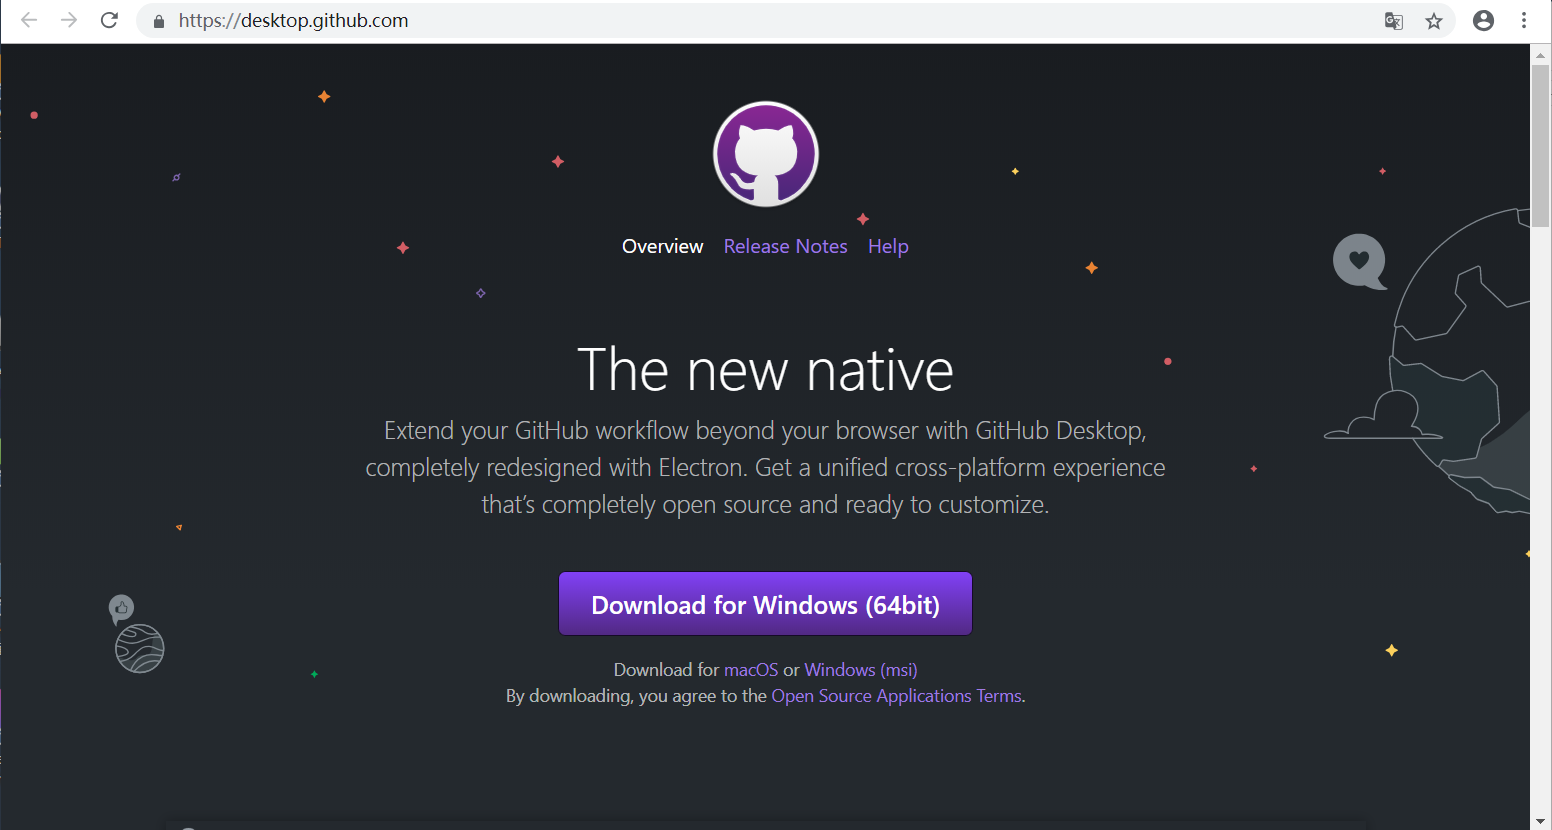 https://desktop.github.com
Overview Release Notes Help
The new native
Extend your GitHub workflow beyond your browser with GitHub Desktop,
completely redesigned with Electron. Get a unified cross-platform experience
that’s completely open source and ready to customize.
Download for Windows (64bit)
Download for macOS or Windows (msi)
By downloading, you agree to the Open Source Applications Terms.